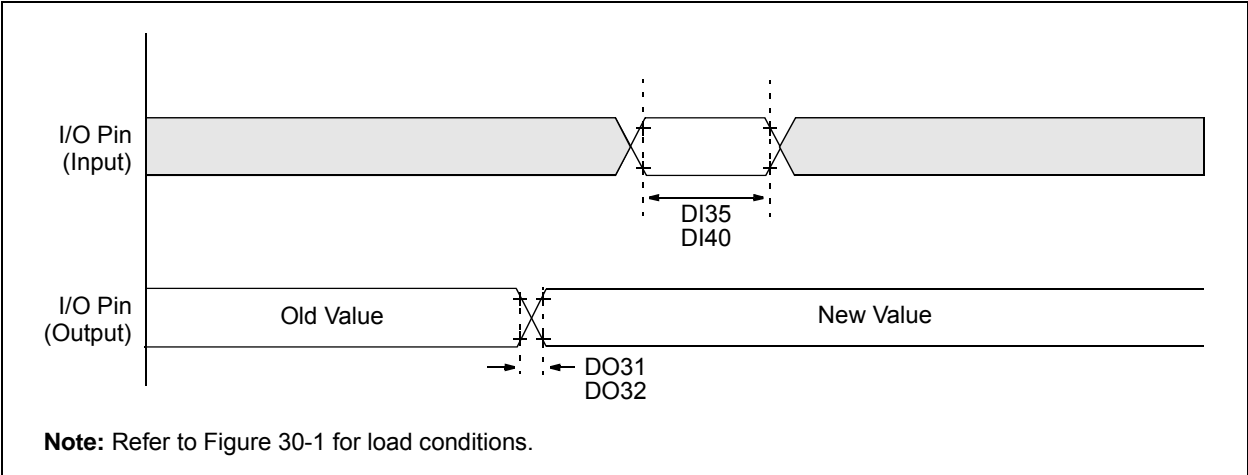 I/O Pin
(Input)
DI35
DI40
I/O Pin
(Output)
Old Value
New Value
DO31
DO32
Note: Refer to Figure 30-1 for load conditions.